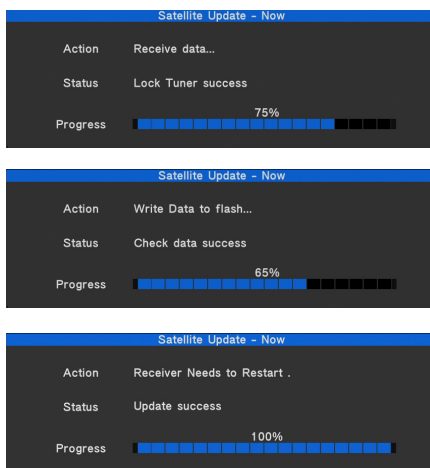 Satellite Update - Now
Action Receive data...
Status Lock Tuner success
75%
Progress
Satellite Update - Now
Action Write Data to flash...
Status Check data success
65%
Progress
Satellite Update - Now
Action Receiver Needs to Restart .
Status Update success
100%
Progress